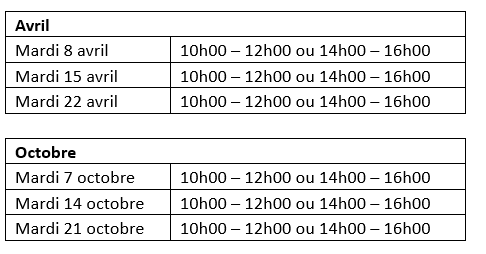 Avril
Mardi 8 avril 10h00 – 12h00 ou 14h00 – 16h00
Mardi 15 avril 10h00 – 12h00 ou 14h00 – 16h00
Mardi 22 avril 10h00 – 12h00 ou 14h00 – 16h00
Octobre
Mardi 7 octobre 10h00 – 12h00 ou 14h00 – 16h00
Mardi 14 octobre 10h00 – 12h00 ou 14h00 – 16h00
Mardi 21 octobre 10h00 – 12h00 ou 14h00 – 16h00